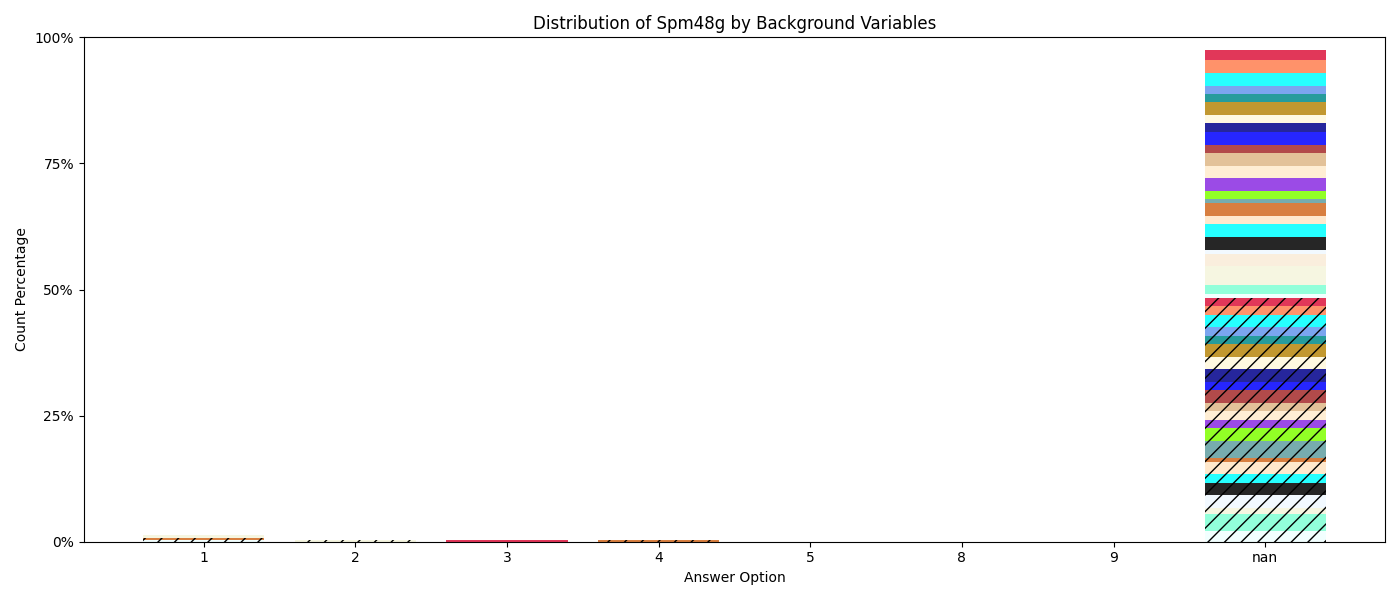 Distribution of Spm48g by Background Variables
100%
75%
50%
25%
0%
Count Percentage
1 2 3 4 5 8 9 nan
Answer Option